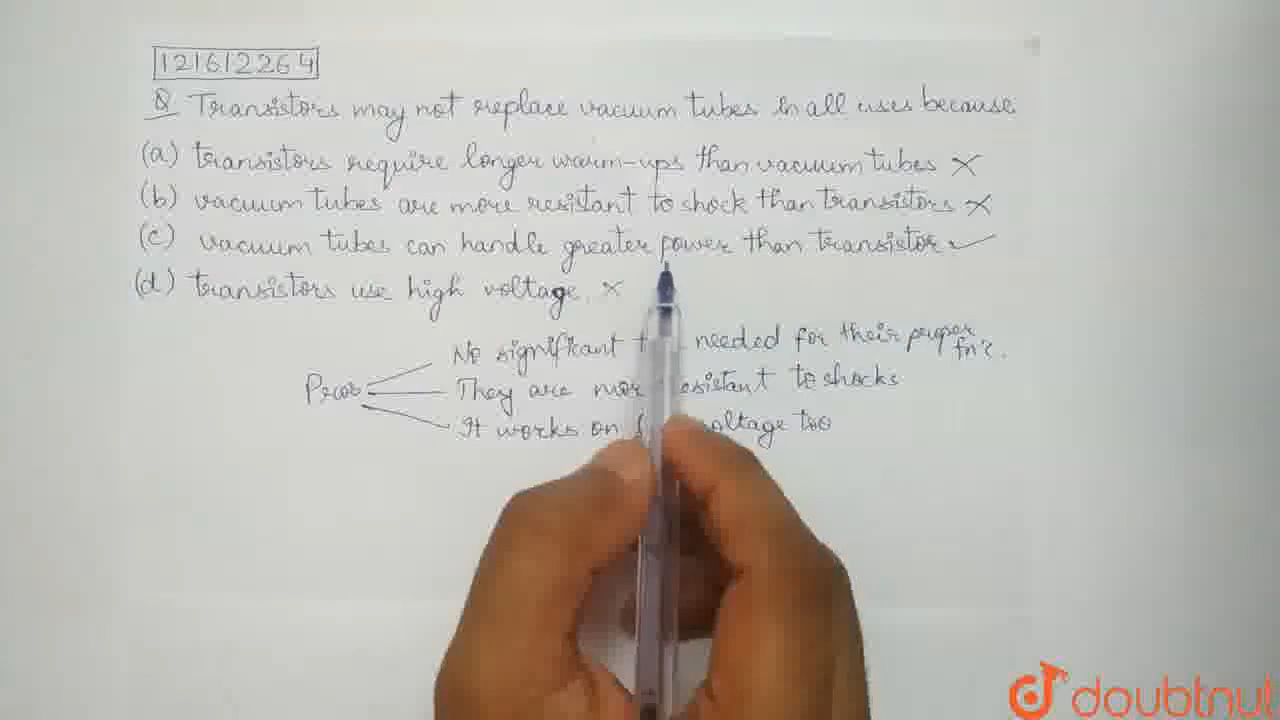 121612264
Q Transistors may not replace vacuum tubes in all uses because
(a) transistors require longer warm-ups than vacuum tubes ×
(b) vacuum tubes are more resistant to shock than transistors ×
(c) vacuum tubes can handle greater power than transistor ✓
(d) transistors use high voltage. ×
No significant needed for their proper fn?.
Pros They are more resistant to shocks
It works on voltage too
doubtnut